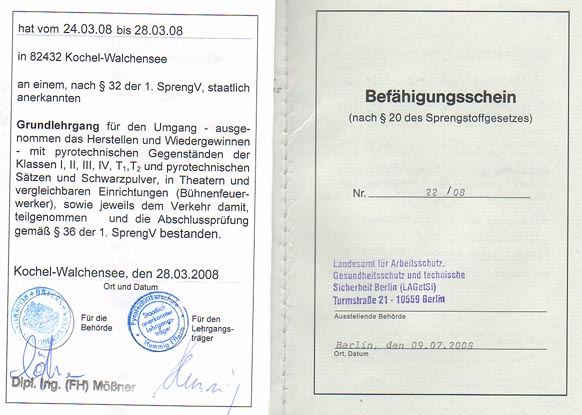 hat vom 24.03.08 bis 28.03.08
in 82432 Kochel-Walchensee
an einem, nach § 32 der 1. SprengV, staatlich
anerkannten
Grundlehrgang für den Umgang - ausge-
nommen das Herstellen und Wiedergewinnen
- mit pyrotechnischen Gegenständen der
Klassen I, II, III, IV, T₁,T₂ und pyrotechnischen
Sätzen und Schwarzpulver, in Theatern und
vergleichbaren Einrichtungen (Bühnenfeuer-
werker), sowie jeweils dem Verkehr damit,
teilgenommen und die Abschlussprüfung
gemäß § 36 der 1. SprengV bestanden.
Kochel-Walchensee, den 28.03.2008
Ort und Datum
Für die
Behörde
Pyrotechnikerschule
Staatlich
anerkannter
Lehrgangs-
träger
Für den
Lehrgangs-
träger
Dipl. Ing. (FH) Mößner
Befähigungsschein
(nach § 20 des Sprengstoffgesetzes)
Nr. 22 /08
Landesamt für Arbeitsschutz,
Gesundheitsschutz und technische
Sicherheit Berlin (LAGetSi)
Turmstraße 21 - 10559 Berlin
Ausstellende Behörde
Berlin, den 09.07.2008
Ort, Datum